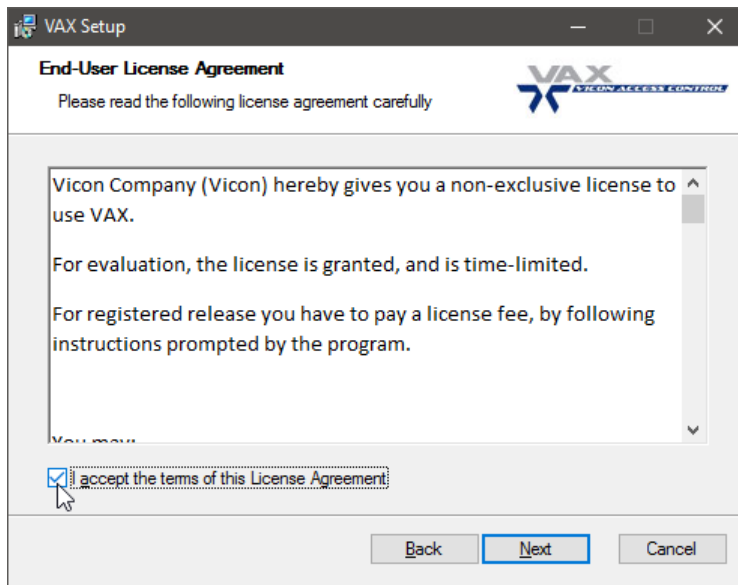 VAX Setup
End-User License Agreement
Please read the following license agreement carefully
VAX
VICON ACCESS CONTROL
Vicon Company (Vicon) hereby gives you a non-exclusive license to
use VAX.
For evaluation, the license is granted, and is time-limited.
For registered release you have to pay a license fee, by following
instructions prompted by the program.
You may:
I accept the terms of this License Agreement
Back
Next
Cancel